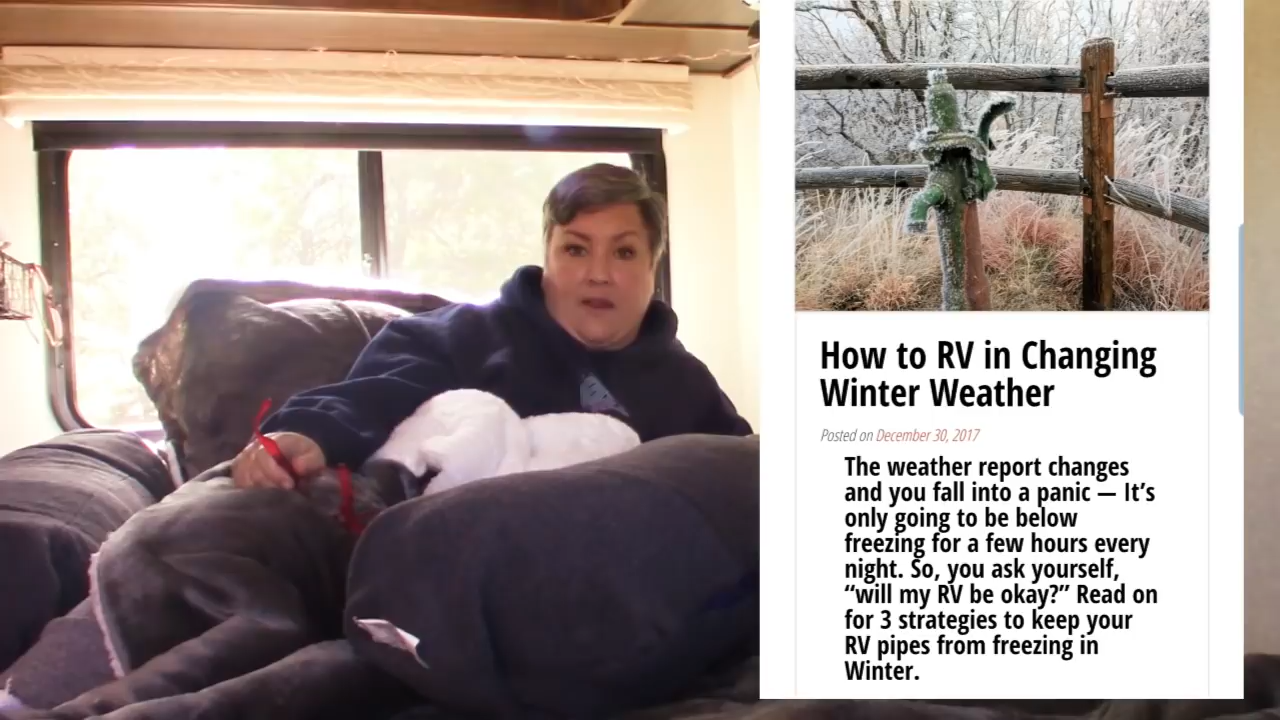 How to RV in Changing
Winter Weather
Posted on December 30, 2017
The weather report changes
and you fall into a panic — It’s
only going to be below
freezing for a few hours every
night. So, you ask yourself,
“will my RV be okay?” Read on
for 3 strategies to keep your
RV pipes from freezing in
Winter.